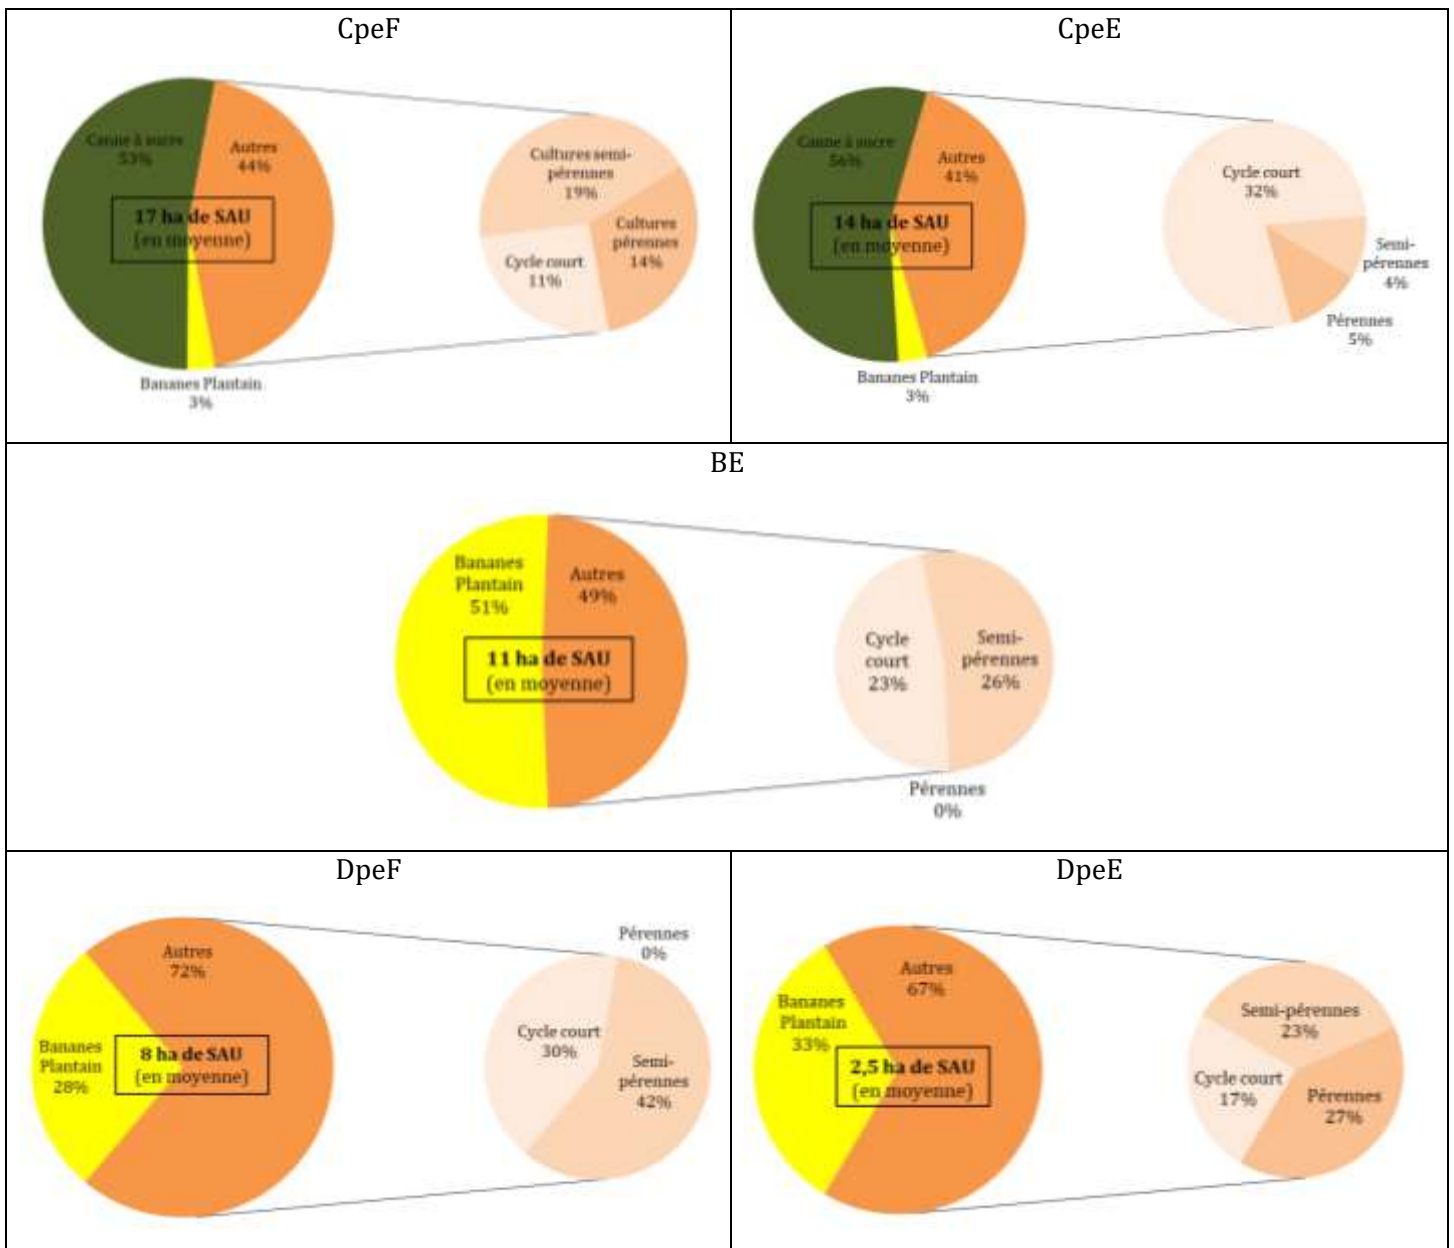 CpeF
Canne à sucre
53%
Autres
44%
17 ha de SAU
(en moyenne)
Bananes Plantain
3%
Cultures semi-
pérennes
19%
Cultures
pérennes
14%
Cycle court
11%
CpeE
Canne à sucre
56%
Autres
41%
14 ha de SAU
(en moyenne)
Bananes Plantain
3%
Cycle court
32%
Semi-
pérennes
4%
Pérennes
5%
BE
Bananes
Plantain
51%
Autres
49%
11 ha de SAU
(en moyenne)
Cycle
court
23%
Semi-
pérennes
26%
Pérennes
0%
DpeF
Autres
72%
Bananes
Plantain
28%
8 ha de SAU
(en moyenne)
Pérennes
0%
Cycle court
30%
Semi-
pérennes
42%
DpeE
Autres
67%
Bananes
Plantain
33%
2,5 ha de SAU
(en moyenne)
Semi-pérennes
23%
Cycle court
17%
Pérennes
27%